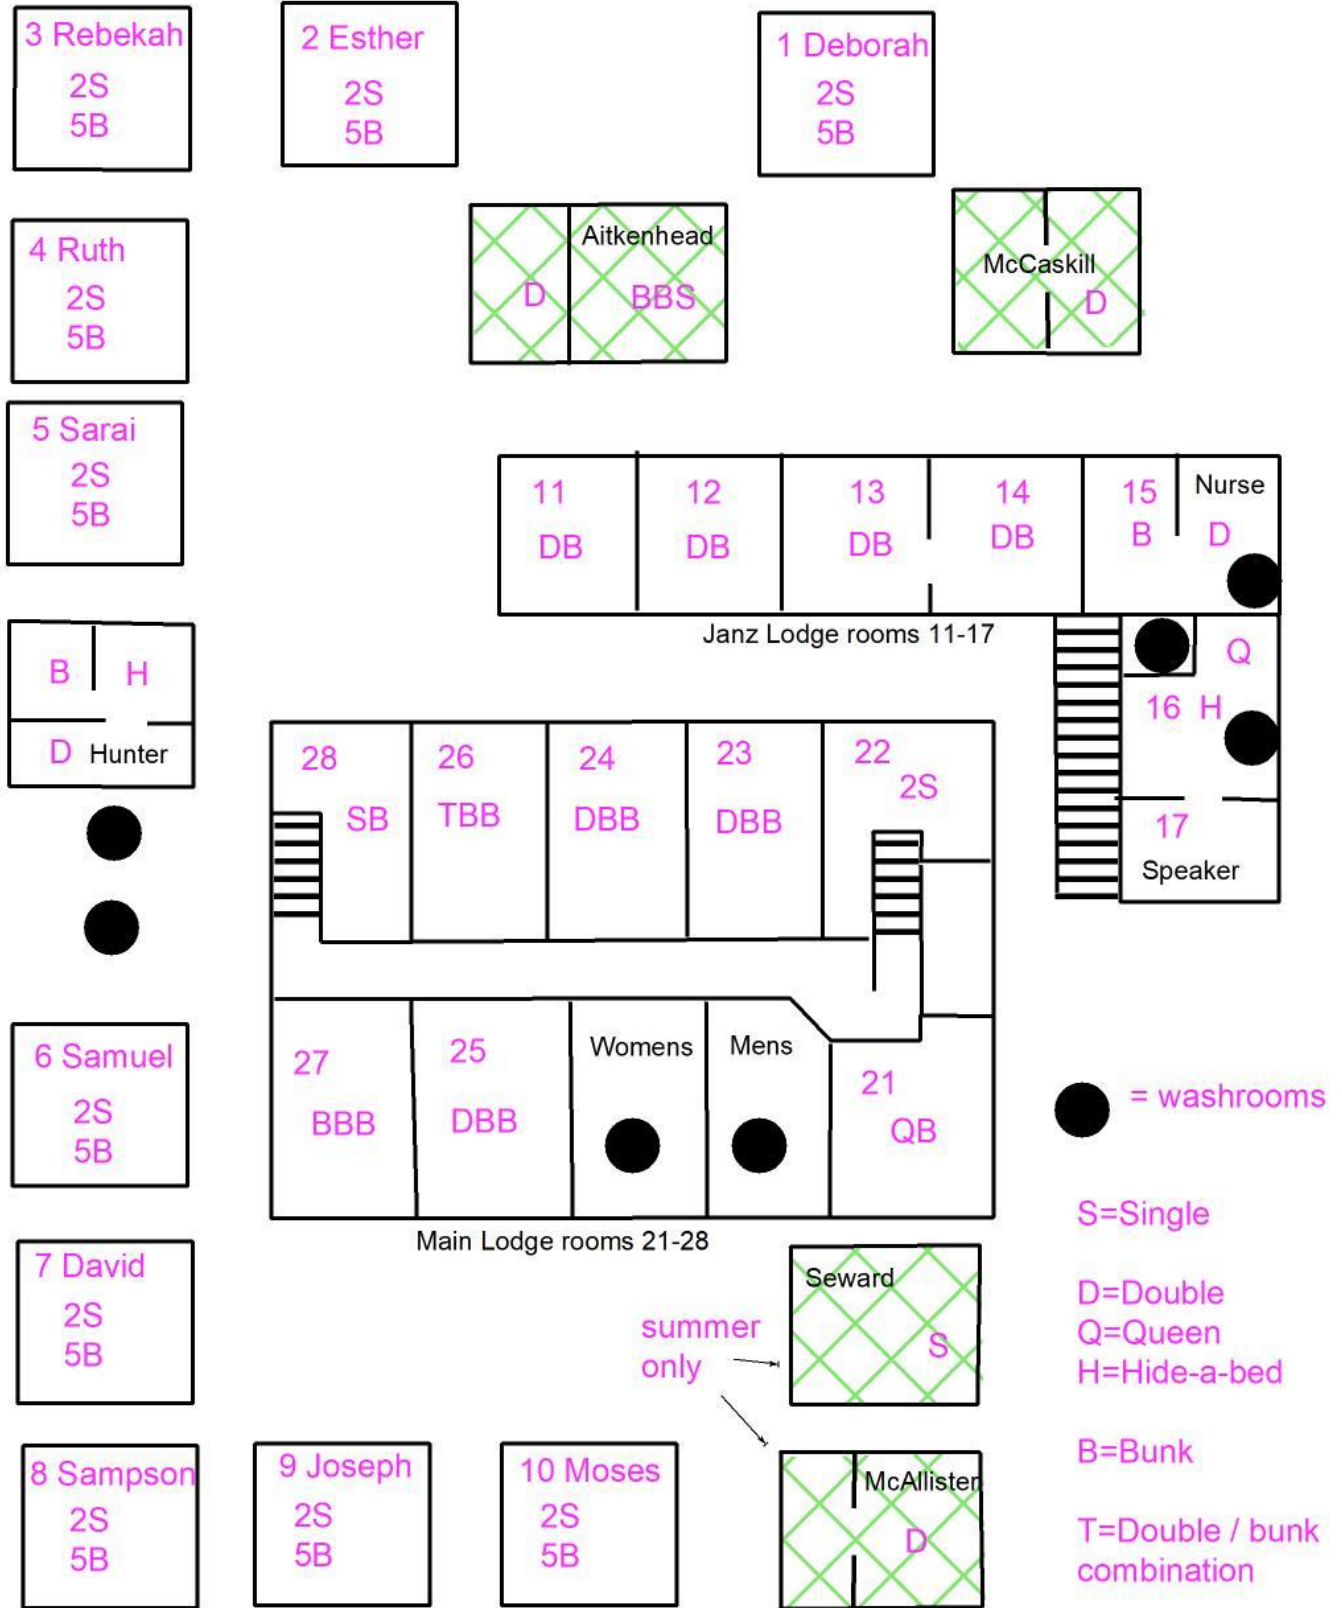 3 Rebekah
2S
5B
2 Esther
2S
5B
1 Deborah
2S
5B
4 Ruth
2S
5B
Aitkenhead
D
BBS
McCaskill
D
5 Sarai
2S
5B
11
DB
12
DB
13
DB
14
DB
15
B
Nurse
D
Janz Lodge rooms 11-17
B
H
D Hunter
Q
16 H
17
Speaker
28
SB
26
TBB
24
DBB
23
DBB
22
2S
27
BBB
25
DBB
Womens
Mens
21
QB
Main Lodge rooms 21-28
6 Samuel
2S
5B
7 David
2S
5B
8 Sampson
2S
5B
9 Joseph
2S
5B
10 Moses
2S
5B
summer
only
Seward
S
McAllister
D
= washrooms
S=Single
D=Double
Q=Queen
H=Hide-a-bed
B=Bunk
T=Double / bunk
combination